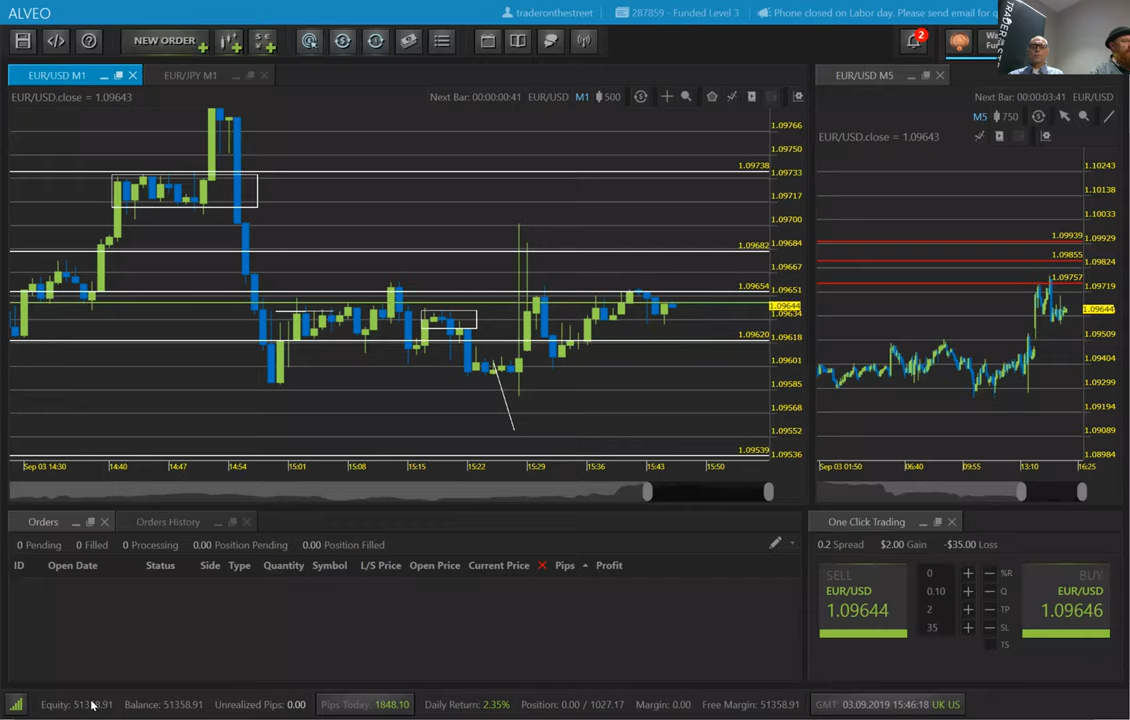 ALVEO traderonthestreet 287859 - Funded Level 3 Phone closed on Labor day. Please send email for
NEW ORDER 2
EUR/USD M1 EUR/JPY M1 EUR/USD M5
EUR/USD.close = 1.09643 Next Bar: 00:00:00:41 EUR/USD M1 500
Next Bar: 00:00:03:41 EUR/USD
M5 750
EUR/USD.close = 1.09643
1.09766
1.09750
1.09738
1.09733
1.09717
1.09700
1.09682 1.09684
1.09667
1.09654 1.09651
1.09644
1.09634
1.09620 1.09618
1.09601
1.09585
1.09568
1.09552
1.09539 1.09536
Sep 03 14:30 14:40 14:47 14:54 15:01 15:08 15:15 15:22 15:29 15:36 15:43 15:50
1.10243
1.10138
1.10033
1.09939 1.09929
1.09855 1.09824
1.09757 1.09719
1.09644
1.09509
1.09404
1.09299
1.09194
1.09089
1.08984
Sep 03 01:50 06:40 09:55 13:10 16:25
Orders Orders History
0 Pending 0 Filled 0 Processing 0.00 Position Pending 0.00 Position Filled
ID Open Date Status Side Type Quantity Symbol L/S Price Open Price Current Price Pips Profit
One Click Trading
0.2 Spread $2.00 Gain -$35.00 Loss
SELL
EUR/USD
1.09644
0 %R
0.10 Q
2 TP
35 SL
TS
BUY
EUR/USD
1.09646
Equity: Balance: 51358.91 Unrealized Pips: 0.00 Pips Today: 1848.10 Daily Return: 2.35% Position: 0.00 / 1027.17 Margin: 0.00 Free Margin: 51358.91 GMT: 03.09.2019 15:46:18 UK US